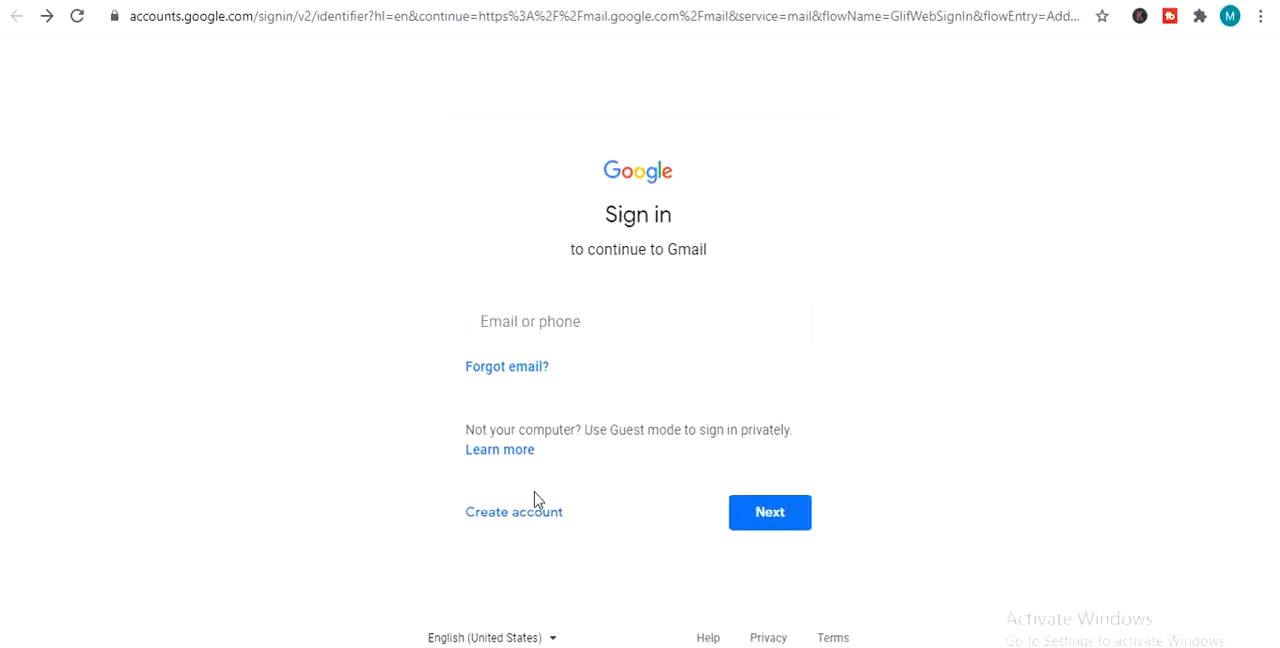 accounts.google.com/signin/v2/identifier?hl=en&continue=https%3A%2F%2Fmail.google.com%2Fmail&service=mail&flowName=GlifWebSignIn&flowEntry=Add...
K
M
Google
Sign in
to continue to Gmail
Email or phone
Forgot email?
Not your computer? Use Guest mode to sign in privately.
Learn more
Create account
Next
English (United States)
Help
Privacy
Terms
Activate Windows
Go to Settings to activate Windows